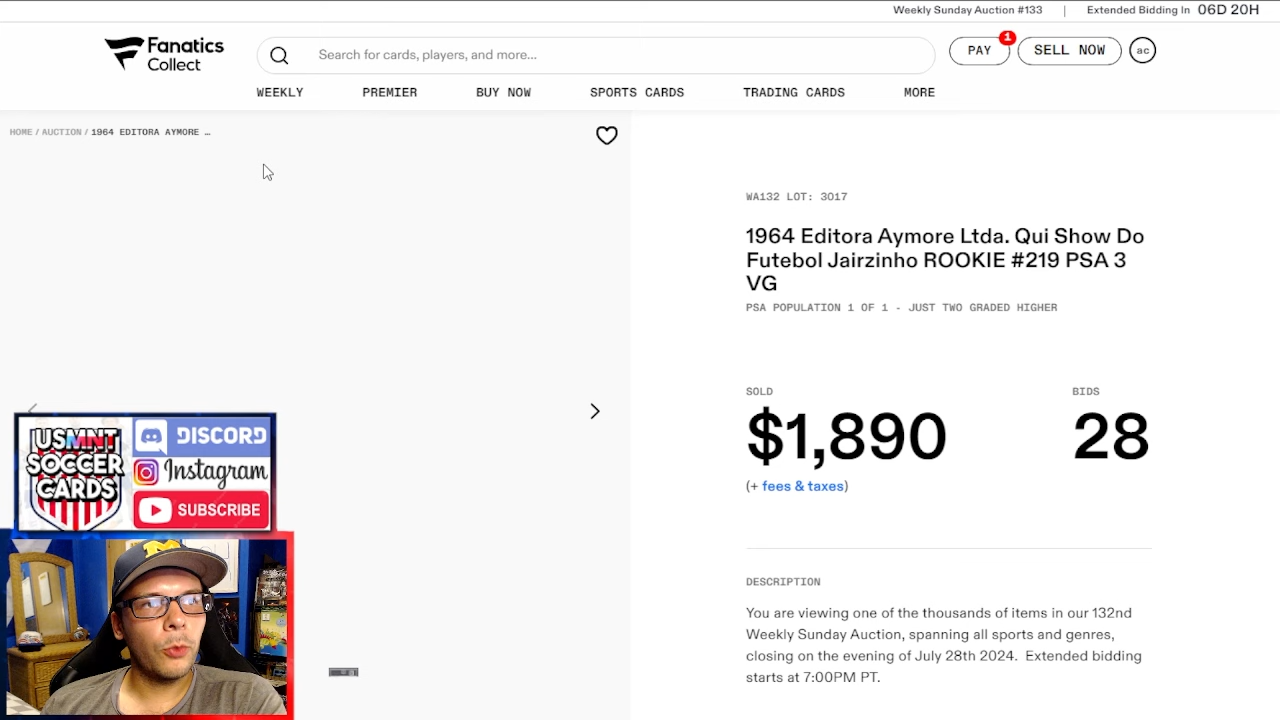 Weekly Sunday Auction #133 | Extended Bidding In 06D 20H
Fanatics
Collect
Search for cards, players, and more...
PAY
1
SELL NOW
ac
WEEKLY
PREMIER
BUY NOW
SPORTS CARDS
TRADING CARDS
MORE
HOME / AUCTION / 1964 EDITORA AYMORE …
WA132 LOT: 3017
1964 Editora Aymore Ltda. Qui Show Do
Futebol Jairzinho ROOKIE #219 PSA 3
VG
PSA POPULATION 1 OF 1 - JUST TWO GRADED HIGHER
SOLD
$1,890
(+ fees & taxes)
BIDS
28
DESCRIPTION
You are viewing one of the thousands of items in our 132nd
Weekly Sunday Auction, spanning all sports and genres,
closing on the evening of July 28th 2024. Extended bidding
starts at 7:00PM PT.
USMNT
SOCCER
CARDS
DISCORD
Instagram
SUBSCRIBE
M